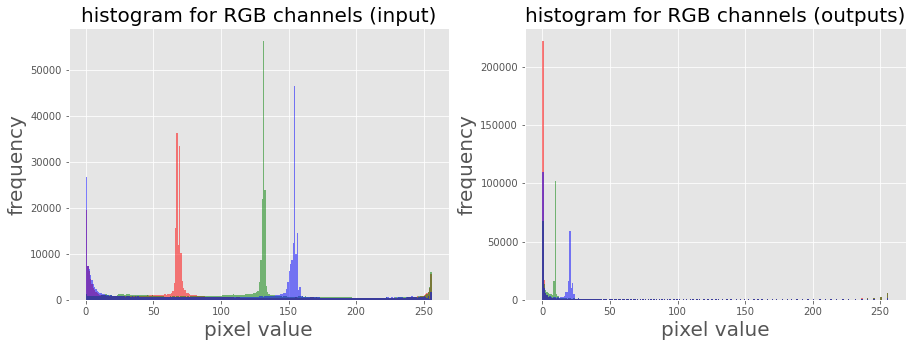 histogram for RGB channels (input)
frequency
50000
40000
30000
20000
10000
0
0 50 100 150 200 250
pixel value
histogram for RGB channels (outputs)
frequency
200000
150000
100000
50000
0
0 50 100 150 200 250
pixel value